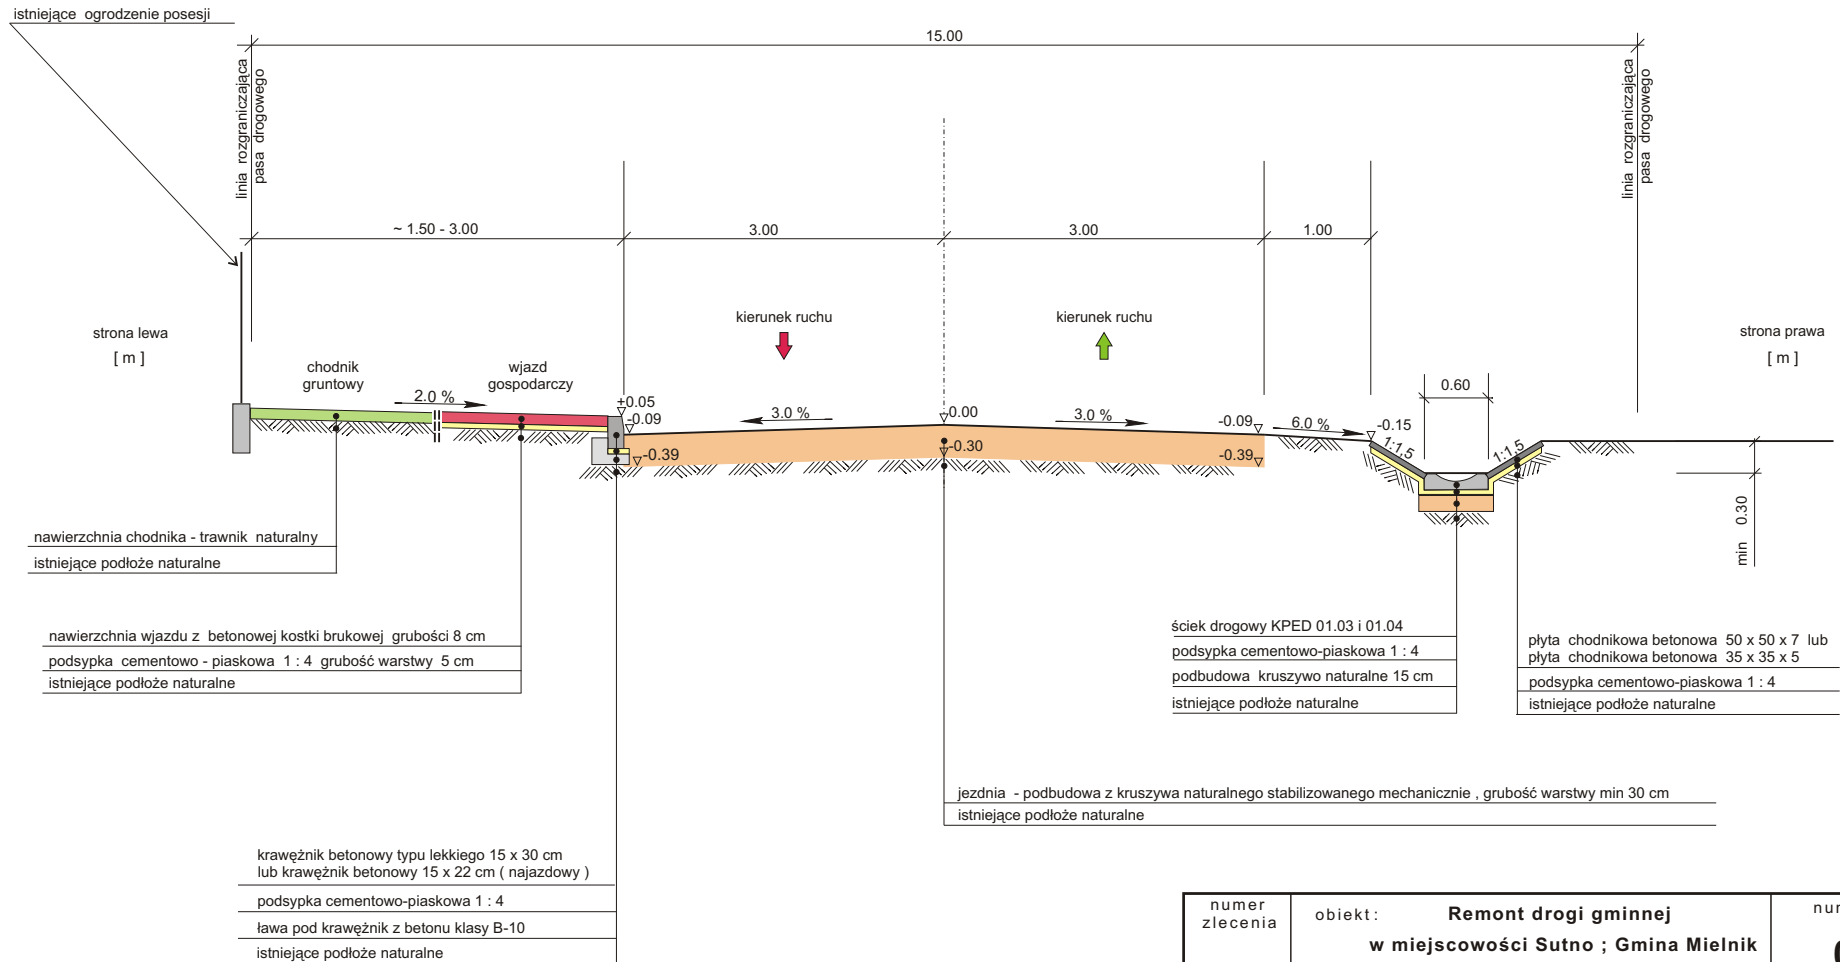 istniejące ogrodzenie posesji
15.00
linia rozgraniczająca
pasa drogowego
linia rozgraniczająca
pasa drogowego
~ 1.50 - 3.00
3.00
3.00
1.00
strona lewa
[ m ]
kierunek ruchu
kierunek ruchu
strona prawa
[ m ]
chodnik
gruntowy
wjazd
gospodarczy
2.0 %
+0.05
-0.09
-0.39
3.0 %
-0.00
-0.30
3.0 %
-0.09
-0.39
6.0 %
-0.15
0.60
1:1,5
1:1,5
min 0.30
nawierzchnia chodnika - trawnik naturalny
istniejące podłoże naturalne
nawierzchnia wjazdu z betonowej kostki brukowej grubości 8 cm
podsypka cementowo - piaskowa 1 : 4 grubość warstwy 5 cm
istniejące podłoże naturalne
ściek drogowy KPED 01.03 i 01.04
podsypka cementowo-piaskowa 1 : 4
podbudowa kruszywo naturalne 15 cm
istniejące podłoże naturalne
płyta chodnikowa betonowa 50 x 50 x 7 lub
płyta chodnikowa betonowa 35 x 35 x 5
podsypka cementowo-piaskowa 1 : 4
istniejące podłoże naturalne
jezdnia - podbudowa z kruszywa naturalnego stabilizowanego mechanicznie , grubość warstwy min 30 cm
istniejące podłoże naturalne
krawężnik betonowy typu lekkiego 15 x 30 cm
lub krawężnik betonowy 15 x 22 cm ( najazdowy )
podsypka cementowo-piaskowa 1 : 4
ława pod krawężnik z betonu klasy B-10
istniejące podłoże naturalne
numer
zlecenia
obiekt : Remont drogi gminnej
w miejscowości Sutno ; Gmina Mielnik